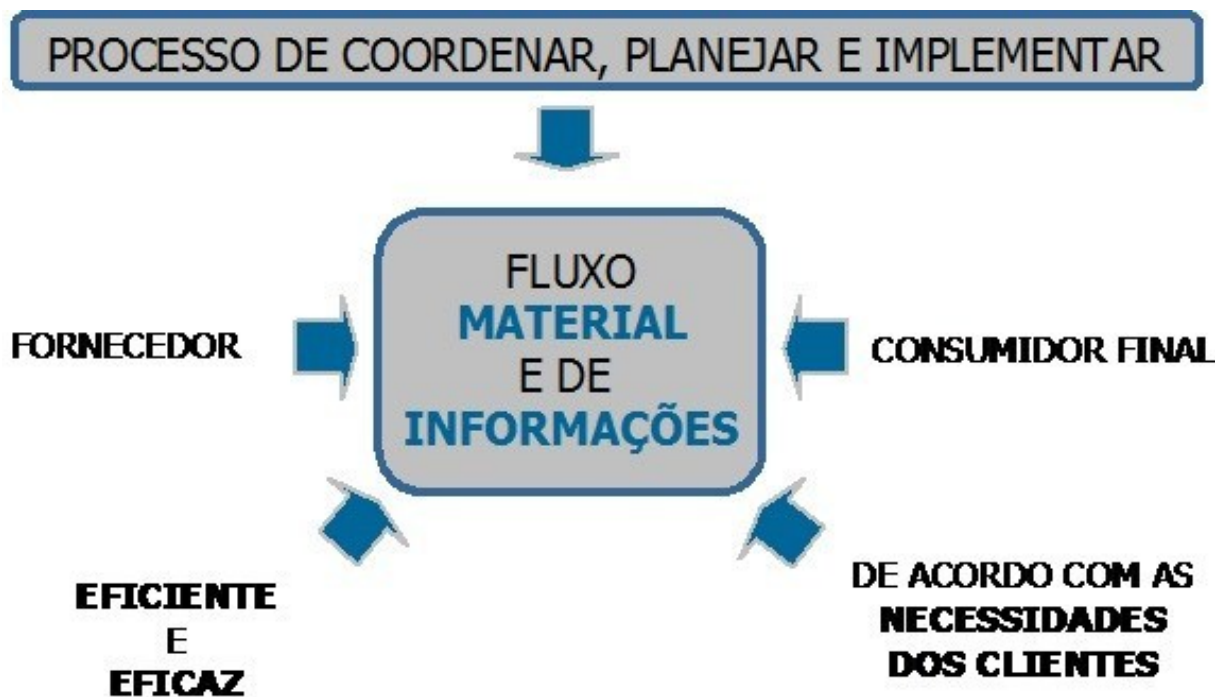 PROCESSO DE COORDENAR, PLANEJAR E IMPLEMENTAR
FLUXO
MATERIAL
E DE
INFORMAÇÕES
FORNECEDOR
CONSUMIDOR FINAL
EFICIENTE
E
EFICAZ
DE ACORDO COM AS
NECESSIDADES
DOS CLIENTES